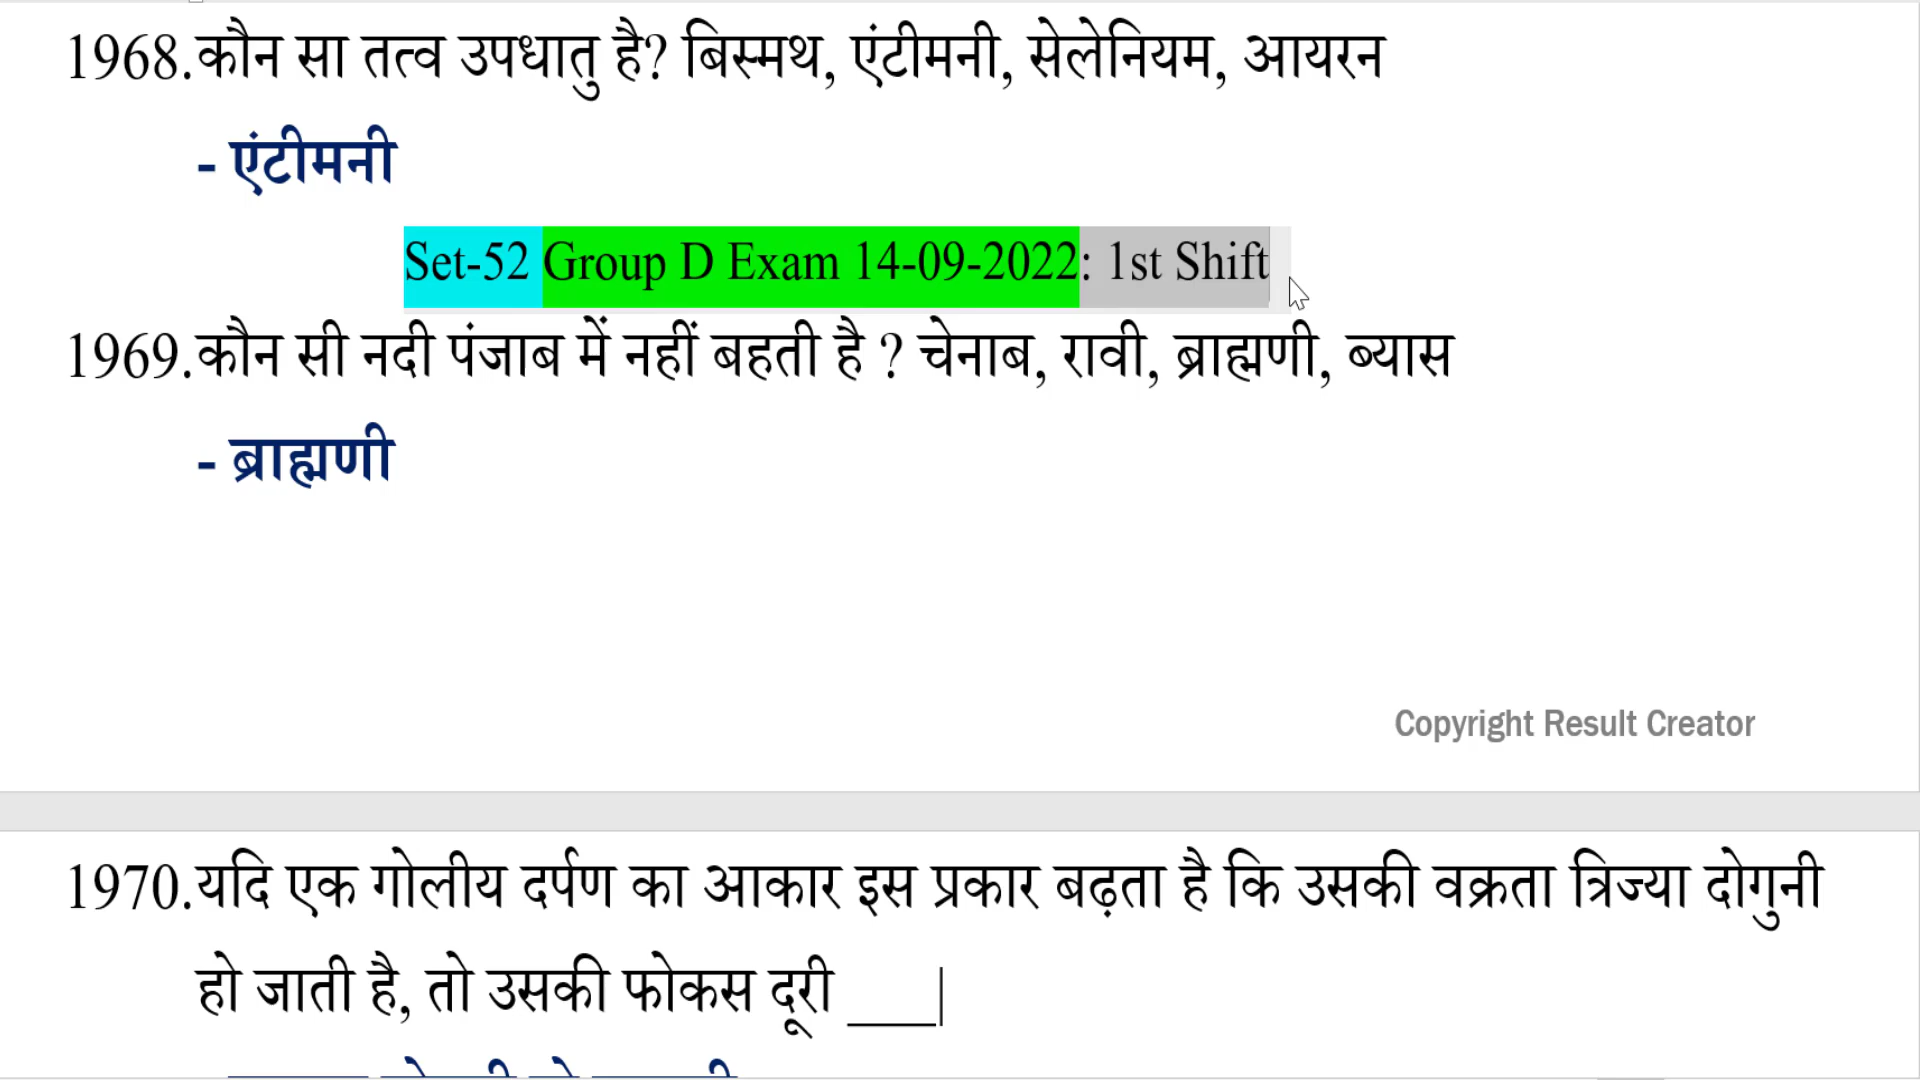 1968.कौन सा तत्व उपधातु है? बिस्मथ, एंटीमनी, सेलेनियम, आयरन
- एंटीमनी
Set-52 Group D Exam 14-09-2022: 1st Shift
1969.कौन सी नदी पंजाब में नहीं बहती है ? चेनाब, रावी, ब्राह्मणी, ब्यास
- ब्राह्मणी
Copyright Result Creator
1970.यदि एक गोलीय दर्पण का आकार इस प्रकार बढ़ता है कि उसकी वक्रता त्रिज्या दोगुनी
हो जाती है, तो उसकी फोकस दूरी ____